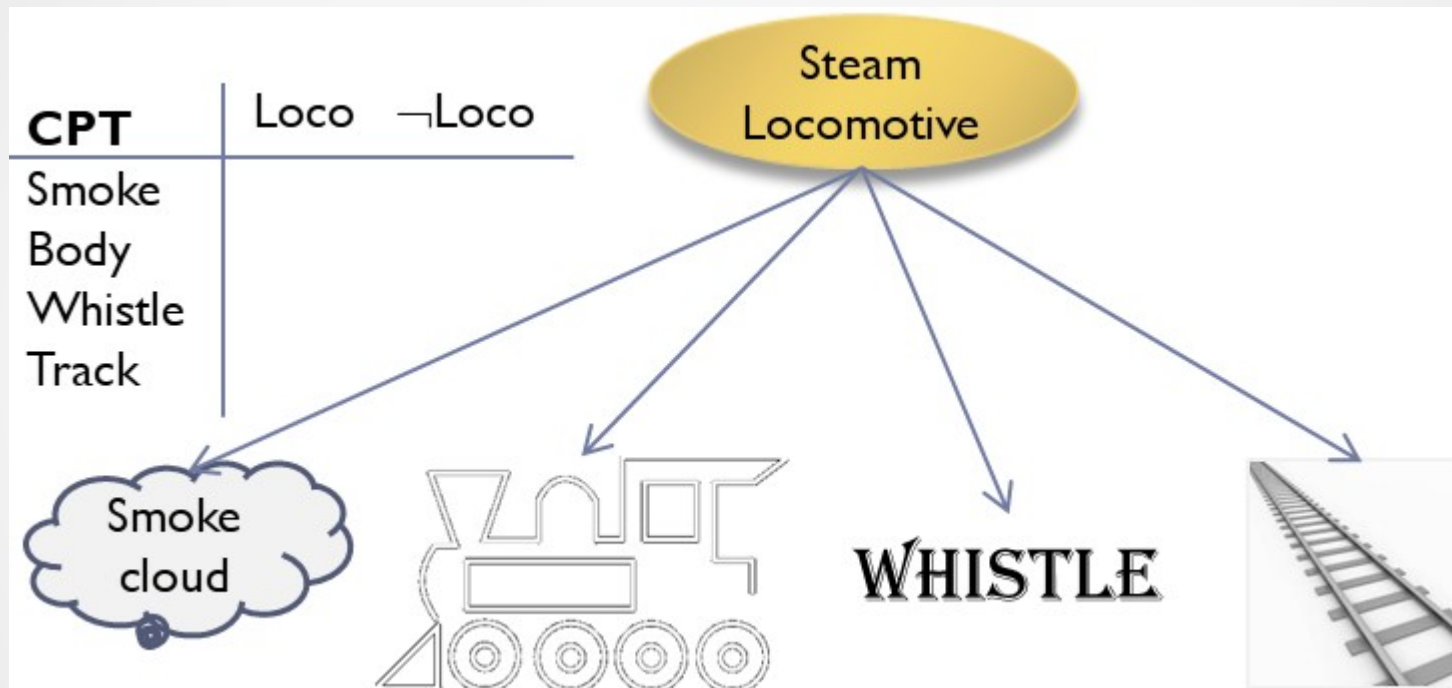 Steam
Locomotive
CPT Loco ¬Loco
Smoke
Body
Whistle
Track
Smoke
cloud
WHISTLE